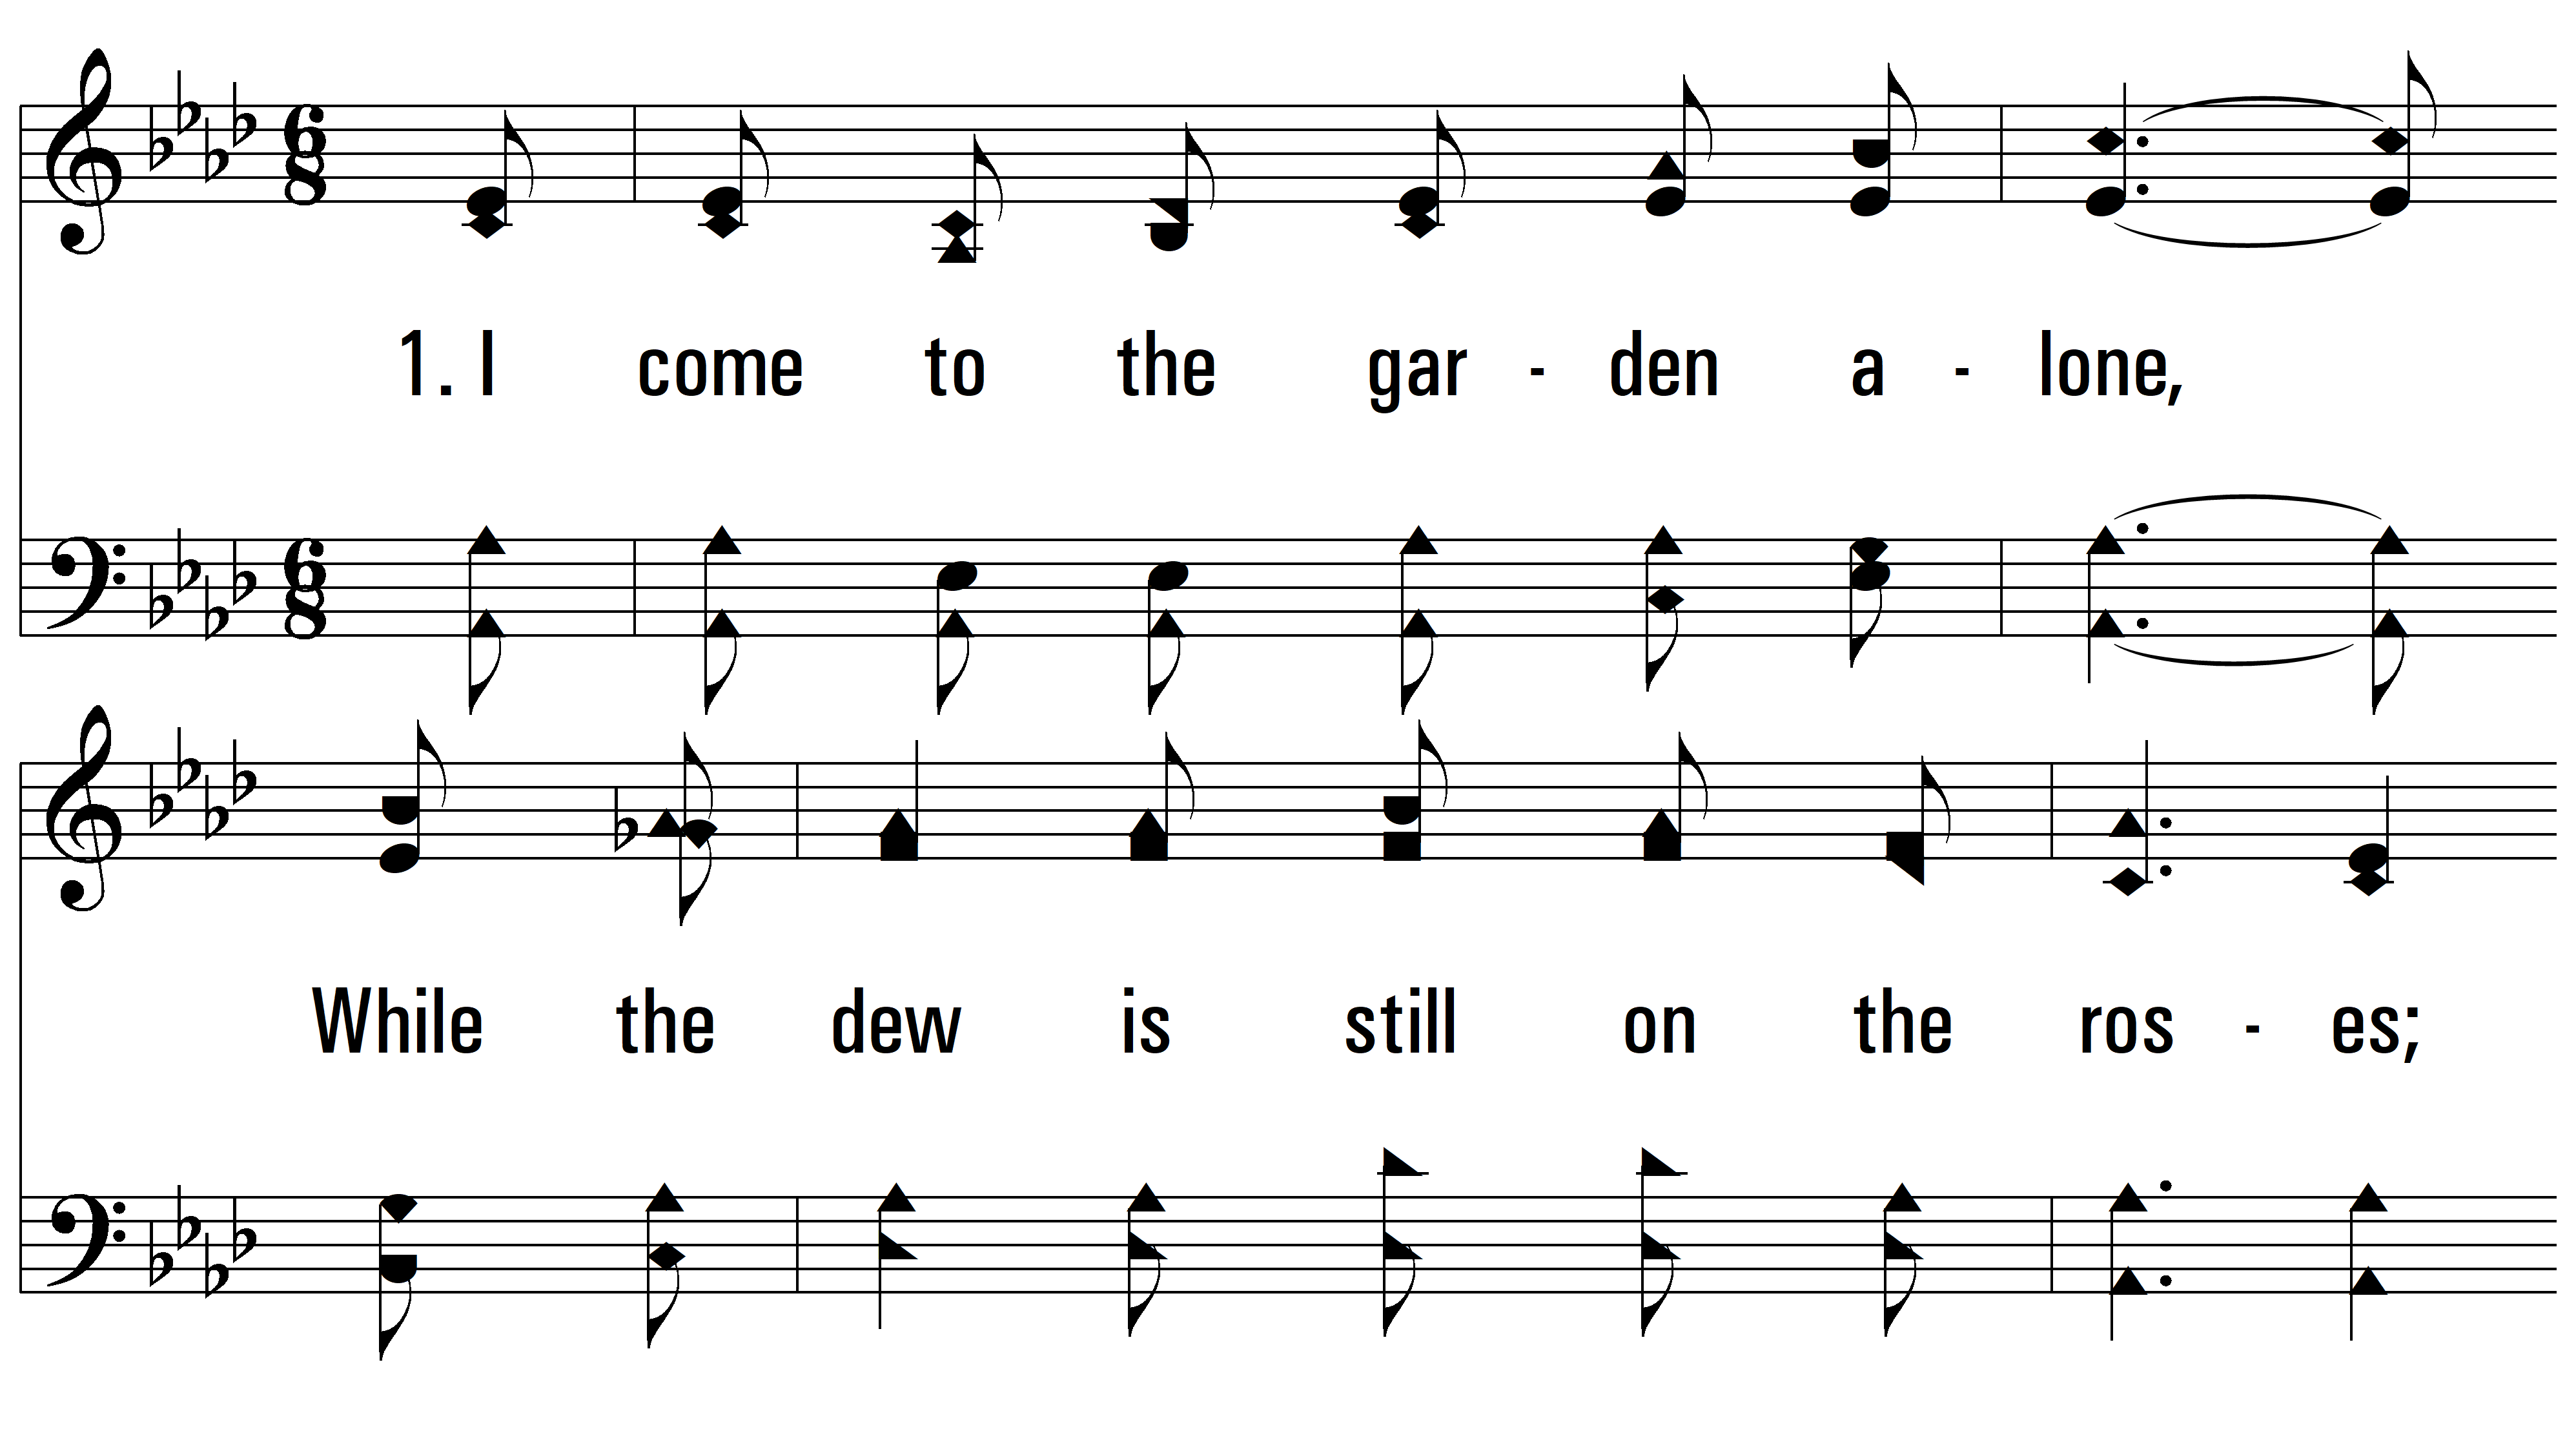 1. I come to the gar - den a - lone,
While the dew is still on the ros - es;